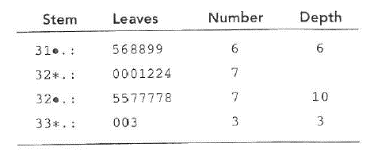 Stem Leaves Number Depth
31●.: 568899 6 6
32*.: 0001224 7
32●.: 5577778 7 10
33*.: 003 3 3